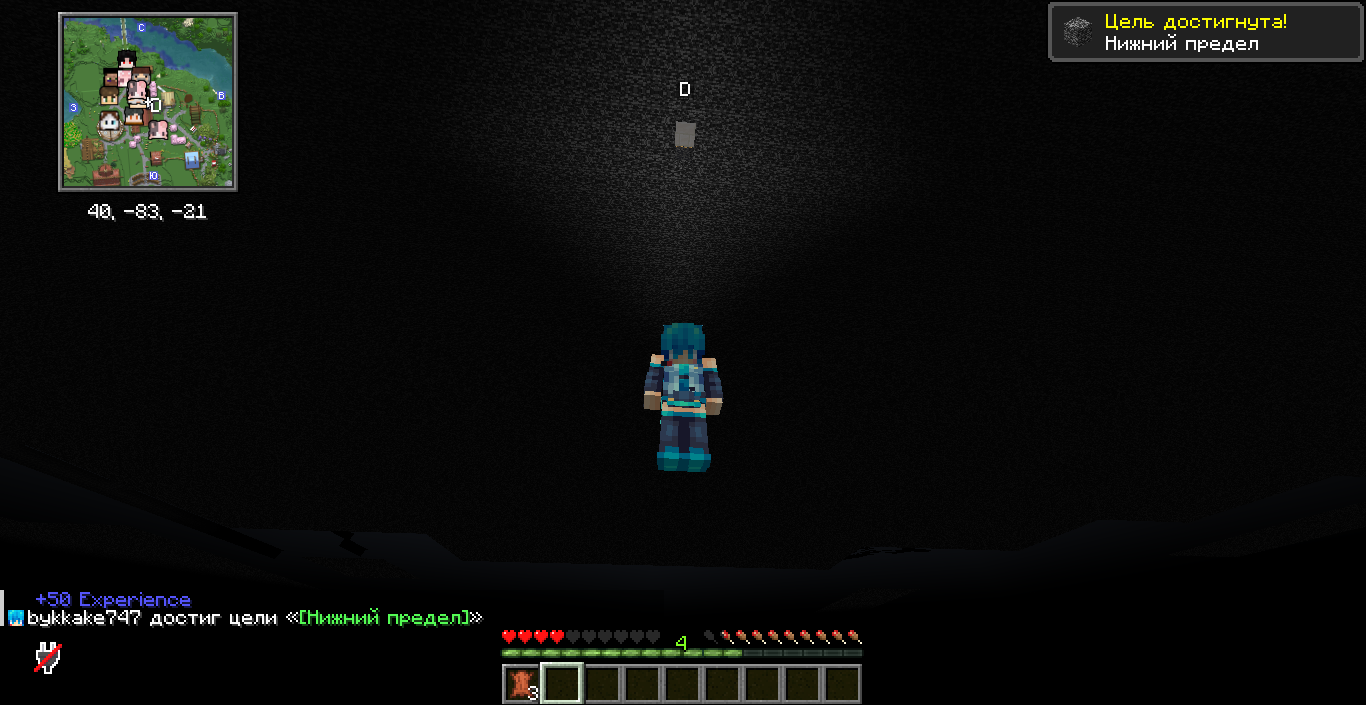 С
В
З
D
Ю
40, -83, -21
Цель достигнута!
Нижний предел
D
+50 Experience
bykkake747 достиг цели «[Нижний предел]»
4
3